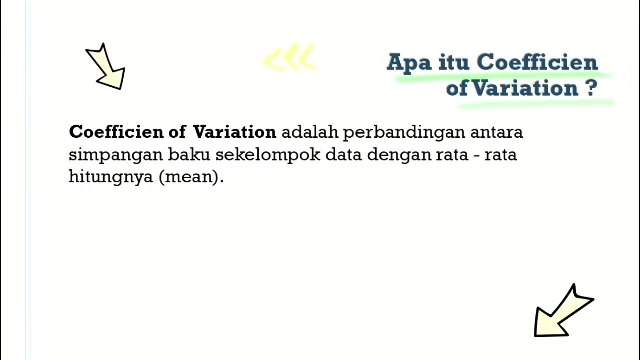 Apa itu Coefficien
of Variation ?
Coefficien of Variation adalah perbandingan antara
simpangan baku sekelompok data dengan rata - rata
hitungnya (mean).